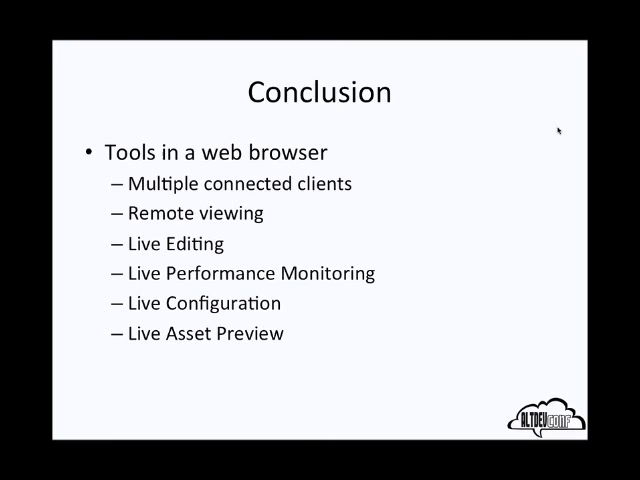 Conclusion
• Tools in a web browser
– Multiple connected clients
– Remote viewing
– Live Editing
– Live Performance Monitoring
– Live Configuration
– Live Asset Preview
ALTDEVCONF